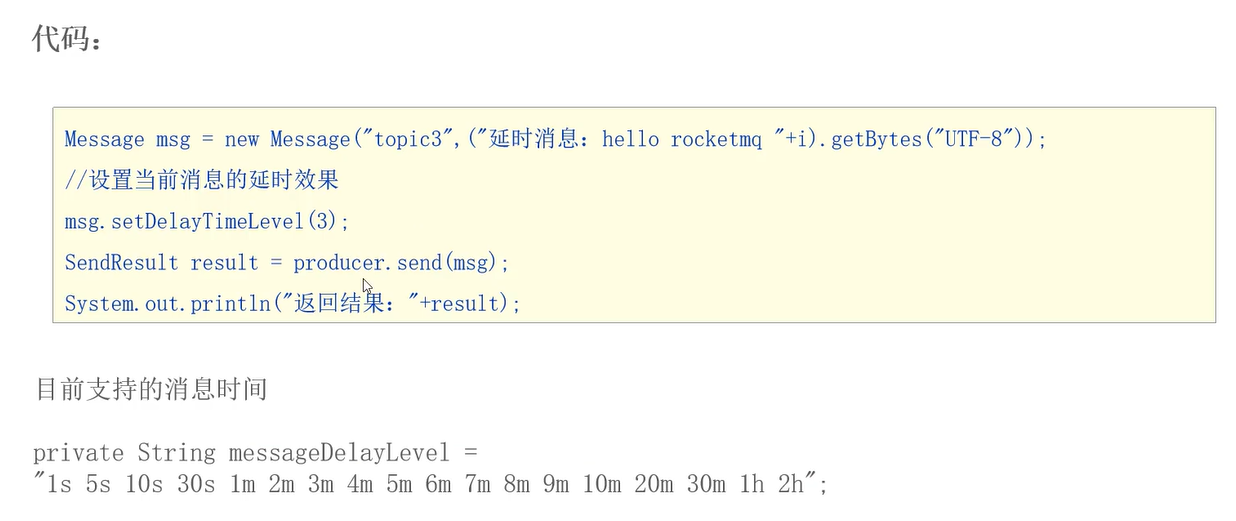 代码：
Message msg = new Message("topic3",("延时消息：hello rocketmq "+i).getBytes("UTF-8"));
//设置当前消息的延时效果
msg.setDelayTimeLevel(3);
SendResult result = producer.send(msg);
System.out.println("返回结果："+result);
目前支持的消息时间
private String messageDelayLevel =
"1s 5s 10s 30s 1m 2m 3m 4m 5m 6m 7m 8m 9m 10m 20m 30m 1h 2h";